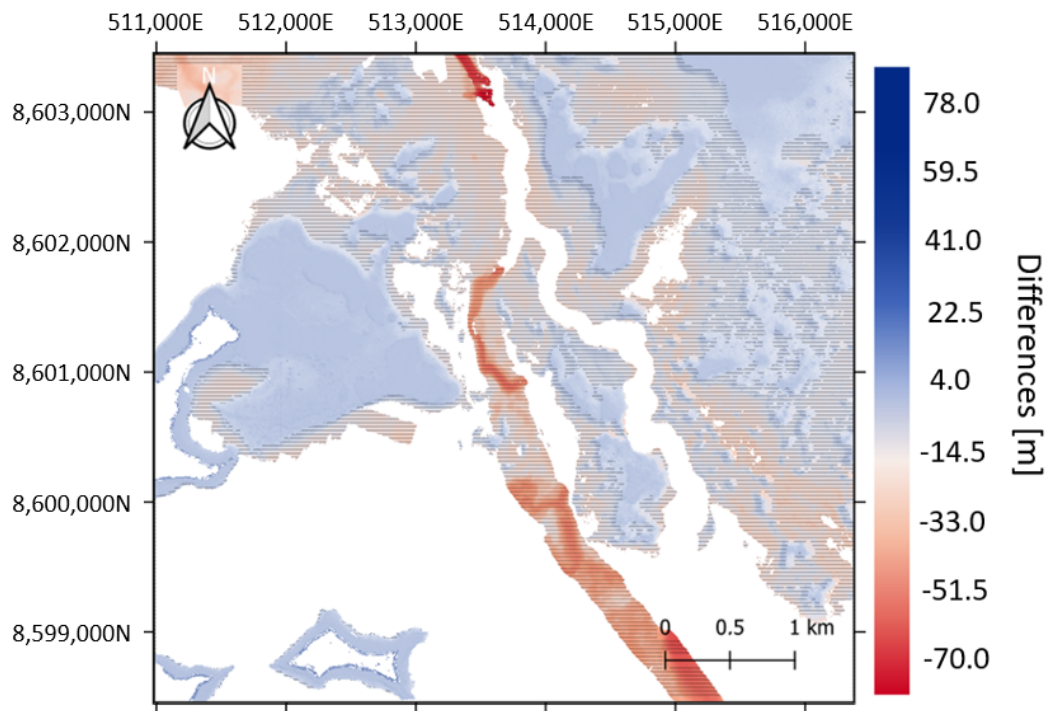 511,000E 512,000E 513,000E 514,000E 515,000E 516,000E
N
8,603,000N
8,602,000N
8,601,000N
8,600,000N
8,599,000N
0 0.5 1 km
78.0
59.5
41.0
22.5
4.0
-14.5
-33.0
-51.5
-70.0
Differences [m]